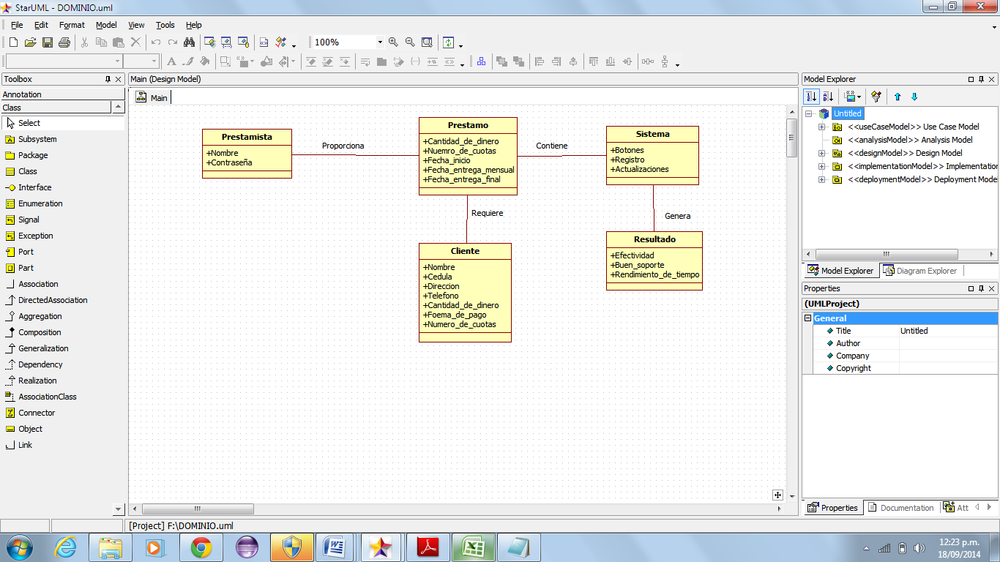 StarUML - DOMINIO.uml
File Edit Format Model View Tools Help
100%
Toolbox
Annotation
Class
Select
Subsystem
Package
Class
Interface
Enumeration
Signal
Exception
Port
Part
Association
DirectedAssociation
Aggregation
Composition
Generalization
Dependency
Realization
AssociationClass
Connector
Object
Link
Main (Design Model)
Main
Prestamista
+Nombre
+Contraseña
Proporciona
Prestamo
+Cantidad_de_dinero
+Nuemro_de_cuotas
+Fecha_inicio
+Fecha_entrega_mensual
+Fecha_entrega_final
Contiene
Sistema
+Botones
+Registro
+Actualizaciones
Requiere
Genera
Cliente
+Nombre
+Cedula
+Direccion
+Telefono
+Cantidad_de_dinero
+Foema_de_pago
+Numero_de_cuotas
Resultado
+Efectividad
+Buen_soporte
+Rendimiento_de_tiempo
Model Explorer
Untitled
<<useCaseModel>> Use Case Model
<<analysisModel>> Analysis Model
<<designModel>> Design Model
<<implementationModel>> Implementation
<<deploymentModel>> Deployment Mode
Model Explorer Diagram Explorer
Properties
(UMLProject)
General
Title Untitled
Author
Company
Copyright
Properties Documentation Att
[Project] F:\DOMINIO.uml
12:23 p.m.
18/09/2014